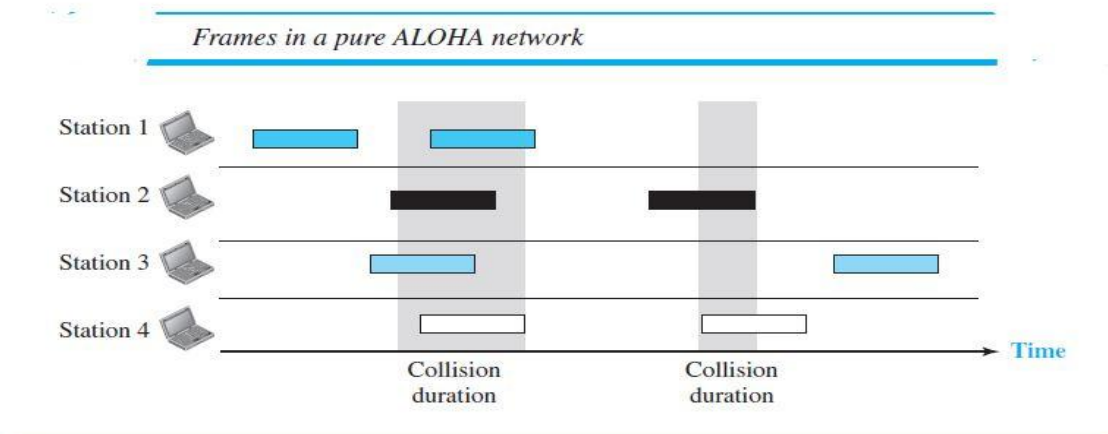 Frames in a pure ALOHA network
Station 1
Station 2
Station 3
Station 4
Time
Collision
duration
Collision
duration